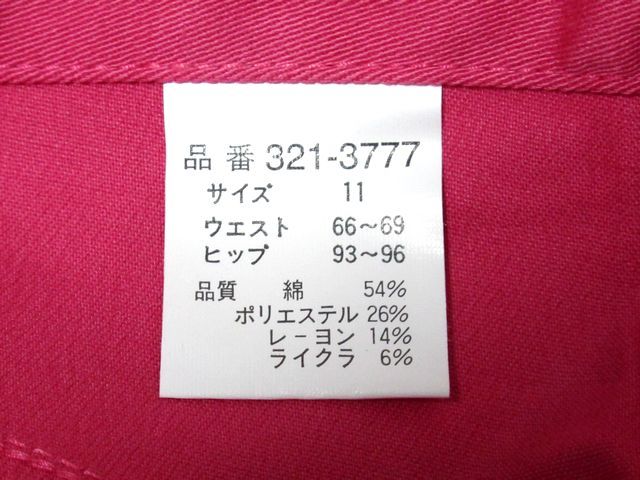 品番 321-3777
サイズ 11
ウエスト 66〜69
ヒップ 93〜96
品質 綿 54%
ポリエステル 26%
レーヨン 14%
ライクラ 6%